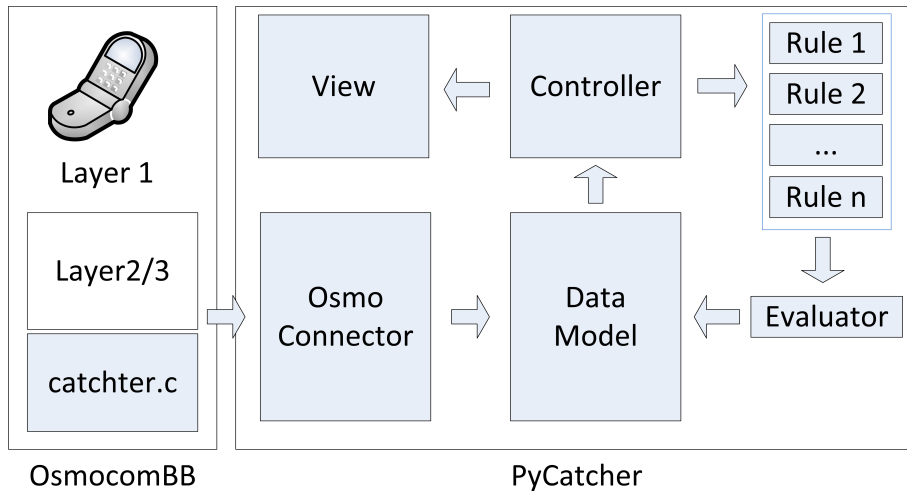 Layer 1
Layer2/3
catchter.c
OsmocomBB
View
Controller
Osmo
Connector
Data
Model
Rule 1
Rule 2
...
Rule n
Evaluator
PyCatcher